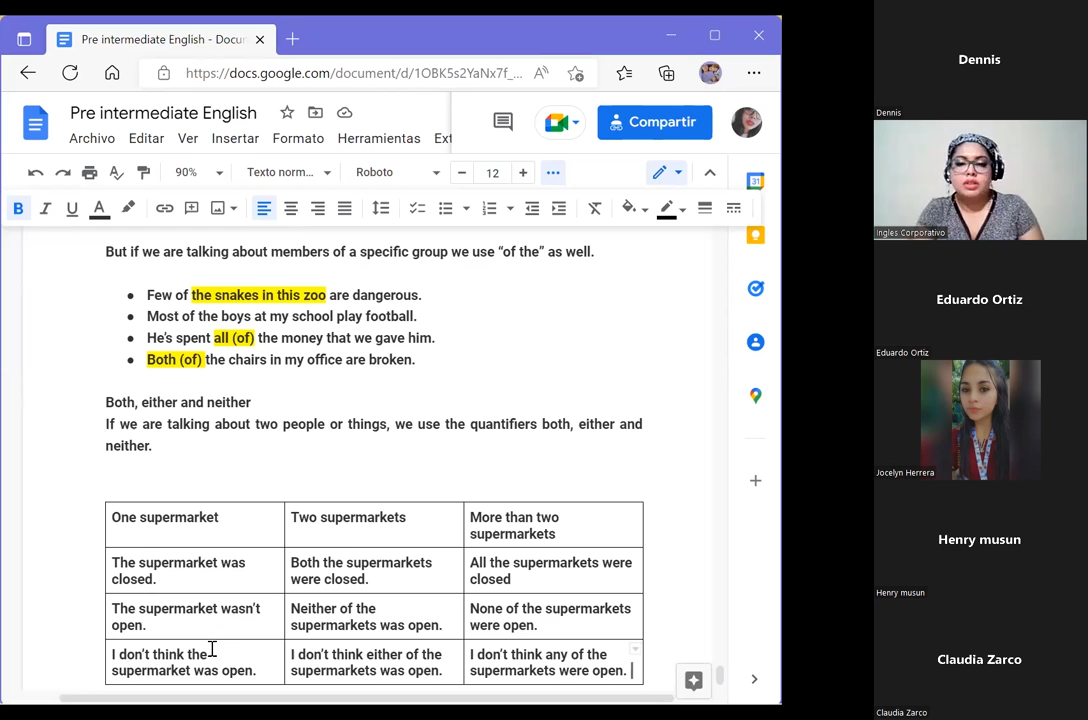 Pre intermediate English - Docur
https://docs.google.com/document/d/1OBK5s2YaNx7f_...
Pre intermediate English
Compartir
Archivo Editar Ver Insertar Formato Herramientas Ext
90% Texto norm... Roboto 12
B I U A
31
But if we are talking about members of a specific group we use “of the” as well.
● Few of the snakes in this zoo are dangerous.
● Most of the boys at my school play football.
● He’s spent all (of) the money that we gave him.
● Both (of) the chairs in my office are broken.
Both, either and neither
If we are talking about two people or things, we use the quantifiers both, either and
neither.
One supermarket
Two supermarkets
More than two
supermarkets
The supermarket was
closed.
Both the supermarkets
were closed.
All the supermarkets were
closed
The supermarket wasn’t
open.
Neither of the
supermarkets was open.
None of the supermarkets
were open.
I don’t think the
supermarket was open.
I don’t think either of the
supermarkets was open.
I don’t think any of the
supermarkets were open.
Dennis
Dennis
Ingles Corporativo
Eduardo Ortiz
Eduardo Ortiz
Jocelyn Herrera
Henry musun
Henry musun
Claudia Zarco
Claudia Zarco